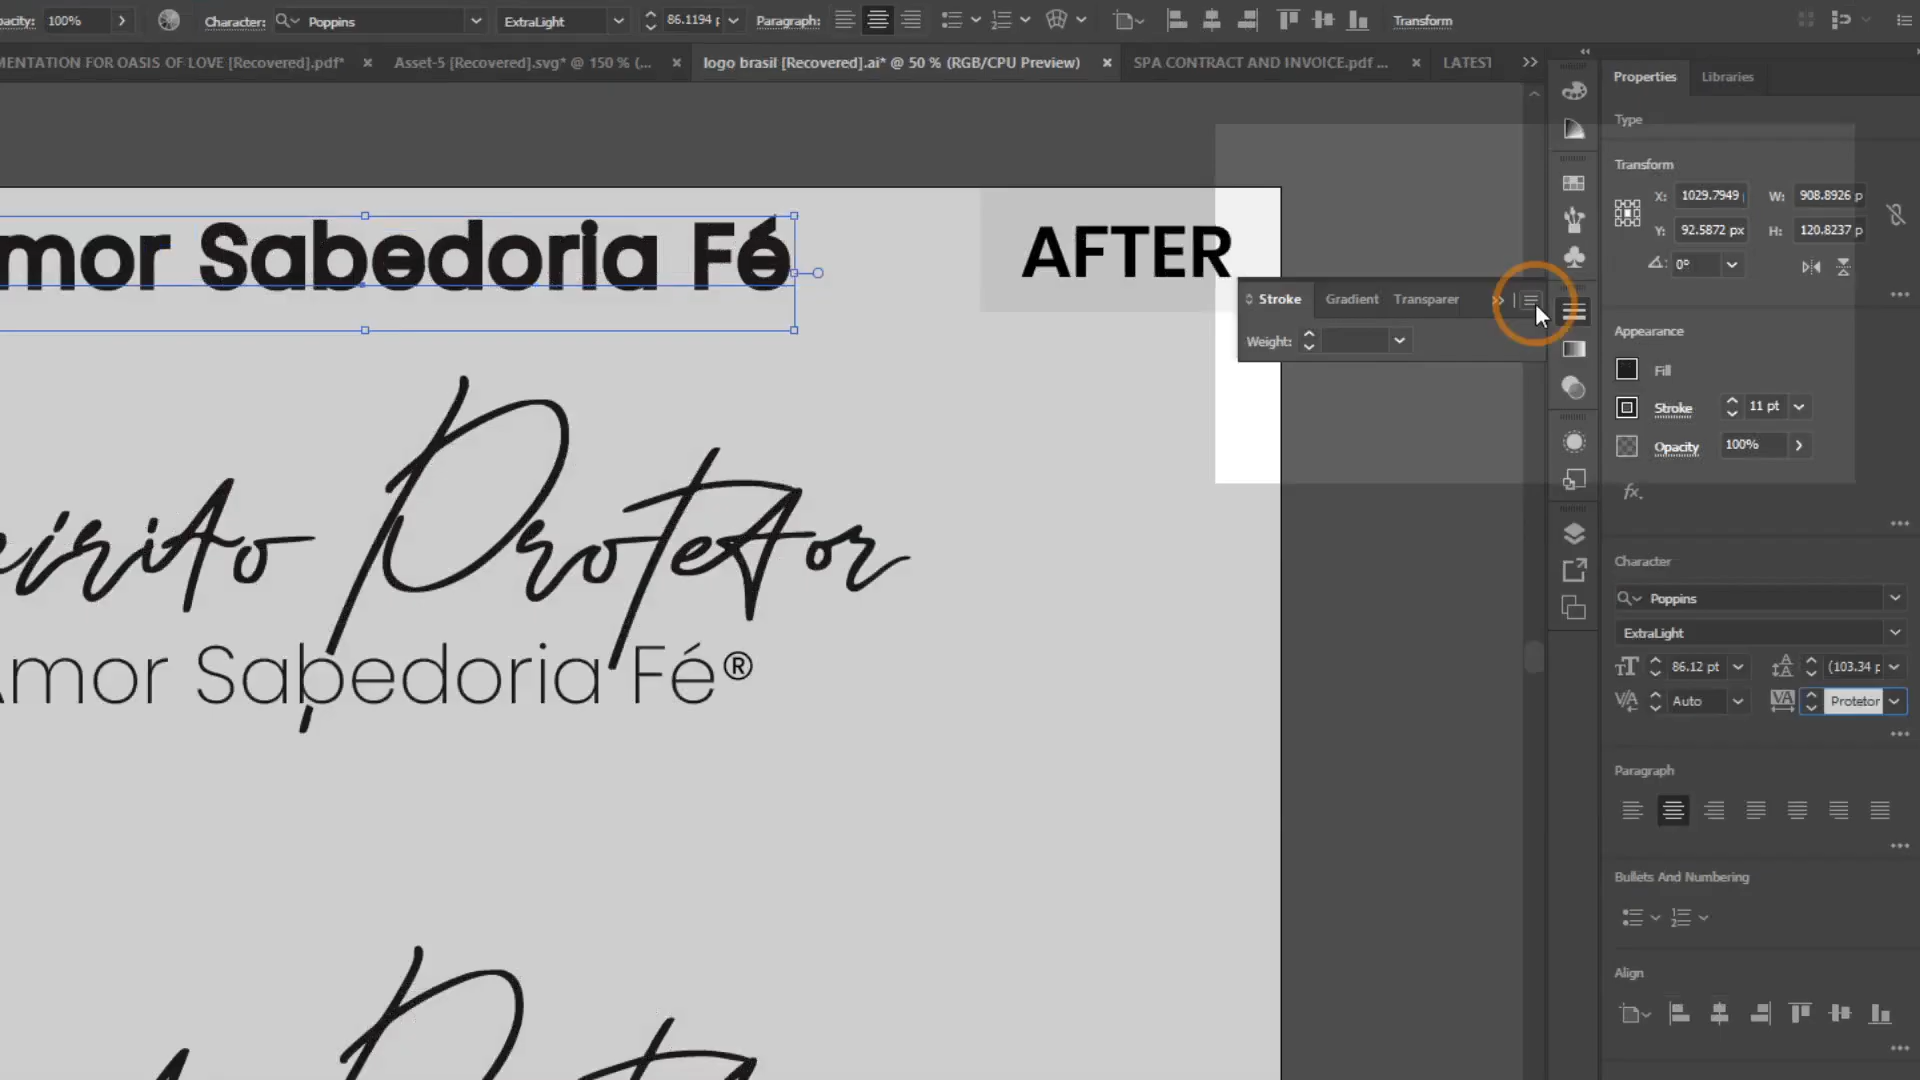 pacity: 100% Character: Poppins ExtraLight 86.1194 p Paragraph: Transform
MENTATION FOR OASIS OF LOVE [Recovered].pdf* × Asset-5 [Recovered].svg* @ 150 % (... × logo brasil [Recovered].ai* @ 50 % (RGB/CPU Preview) × SPA CONTRACT AND INVOICE.pdf ... × LATEST
Properties Libraries
Type
Transform
X: 1029.7949 W: 908.8926 p
Y: 92.5872 px H: 120.8237 p
0°
mor Sabedoria Fé
AFTER
Stroke Gradient Transparer
Weight:
Appearance
Fill
Stroke 11 pt
Opacity 100%
fx.
eirito Protetor
Amor Sabedoria Fé®
Character
Poppins
ExtraLight
86.12 pt (103.34 p
Auto Protetor
Paragraph
Bullets And Numbering
Align